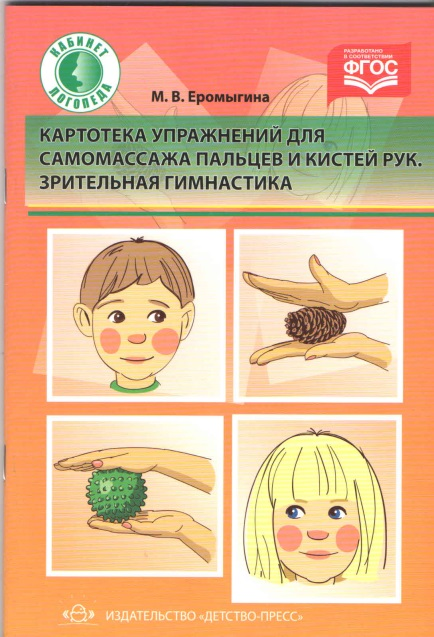 КАБИНЕТ
ЛОГОПЕДА
РАЗРАБОТАНО
В СООТВЕТСТВИИ
ФГОС
М. В. Еромыгина
КАРТОТЕКА УПРАЖНЕНИЙ ДЛЯ
САМОМАССАЖА ПАЛЬЦЕВ И КИСТЕЙ РУК.
ЗРИТЕЛЬНАЯ ГИМНАСТИКА
ИЗДАТЕЛЬСТВО «ДЕТСТВО-ПРЕСС»